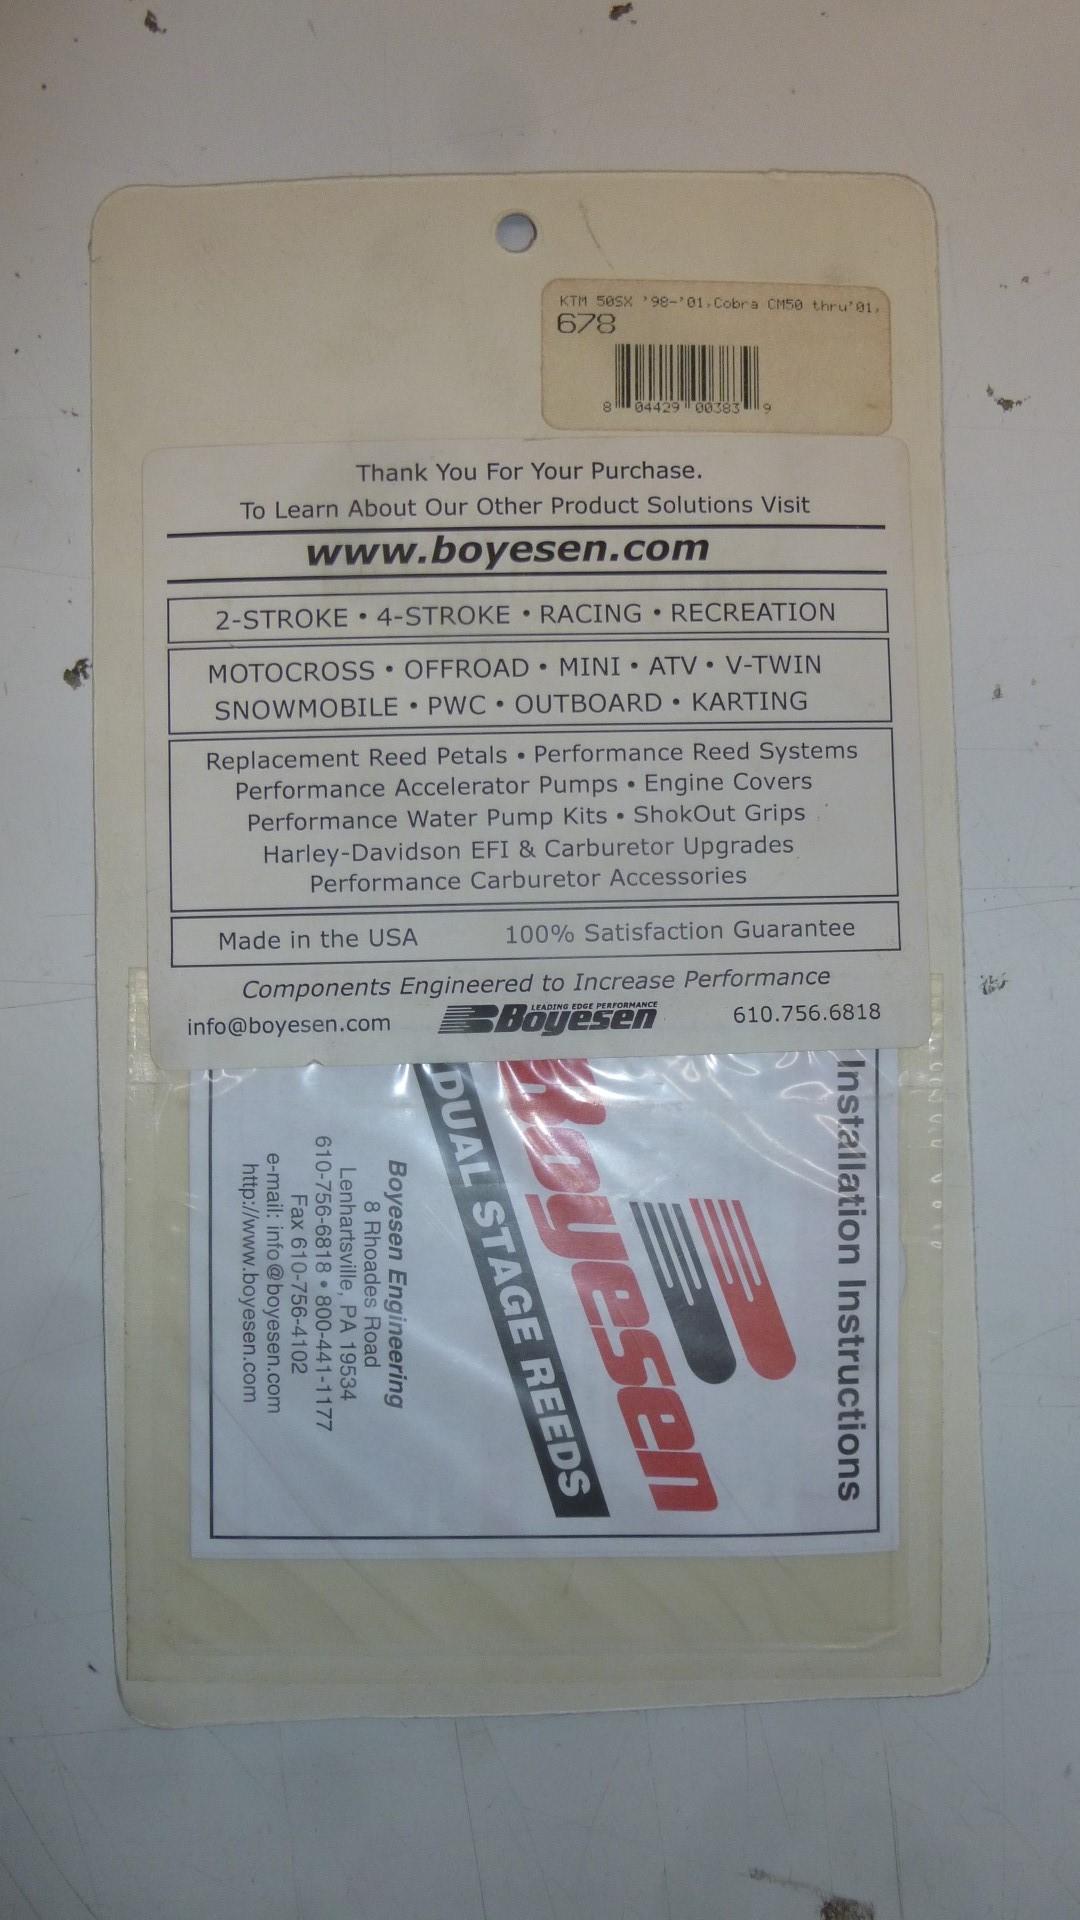 KTM 50SX '98-'01,Cobra CM50 thru'01,
678
8 04429 00383 9
Thank You For Your Purchase.
To Learn About Our Other Product Solutions Visit
www.boyesen.com
2-STROKE • 4-STROKE • RACING • RECREATION
MOTOCROSS • OFFROAD • MINI • ATV • V-TWIN
SNOWMOBILE • PWC • OUTBOARD • KARTING
Replacement Reed Petals • Performance Reed Systems
Performance Accelerator Pumps • Engine Covers
Performance Water Pump Kits • ShokOut Grips
Harley-Davidson EFI & Carburetor Upgrades
Performance Carburetor Accessories
Made in the USA 100% Satisfaction Guarantee
Components Engineered to Increase Performance
info@boyesen.com LEADING EDGE PERFORMANCE Boyesen 610.756.6818
Installation Instructions
Boyesen
DUAL STAGE REEDS
Boyesen Engineering
8 Rhoades Road
Lenhartsville, PA 19534
610-756-6818 • 800-441-1177
Fax 610-756-4102
e-mail: info@boyesen.com
http://www.boyesen.com